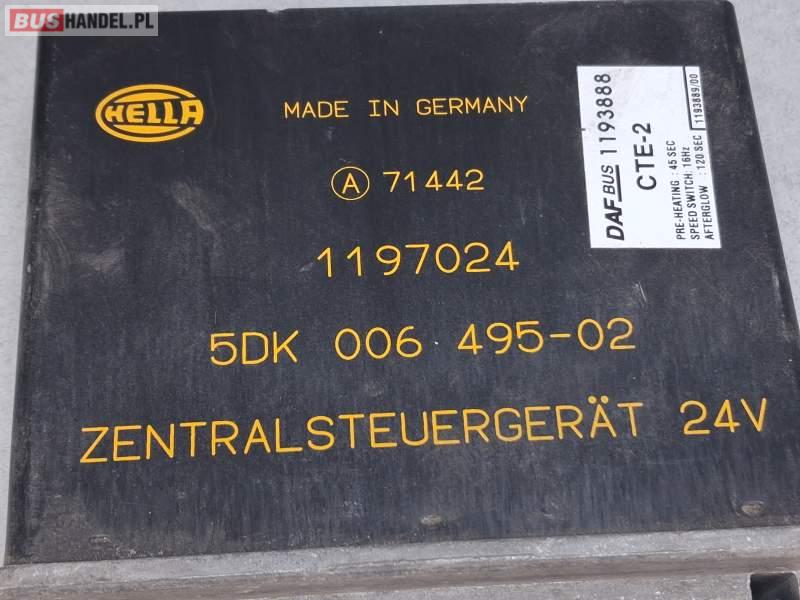 BUSHANDEL.PL
HELLA
MADE IN GERMANY
A 71442
1197024
5DK 006 495-02
ZENTRALSTEUERGERÄT 24V
DAF BUS 1193888
CTE-2
PRE-HEATING : 45 SEC
SPEED SWITCH: 16Hz
AFTERGLOW : 120 SEC
1193889/00